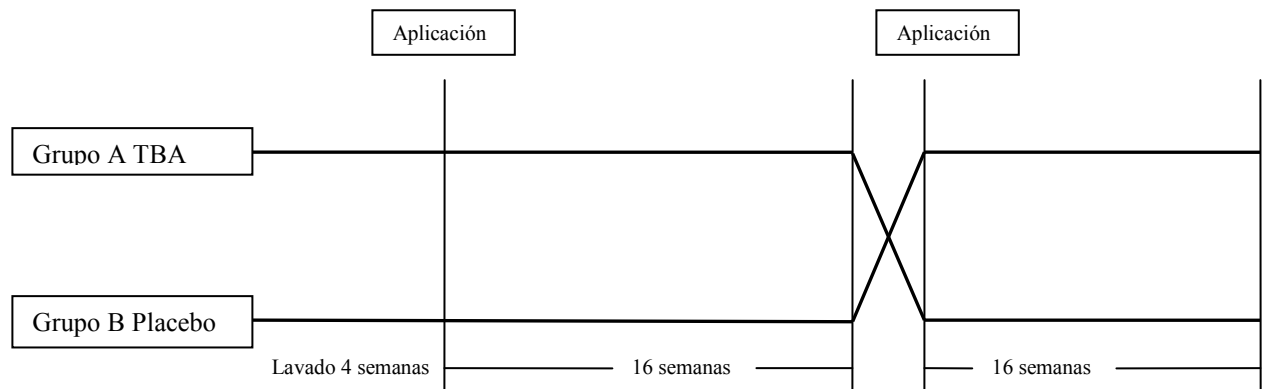 Aplicación
Aplicación
Grupo A TBA
Grupo B Placebo
Lavado 4 semanas
16 semanas
16 semanas